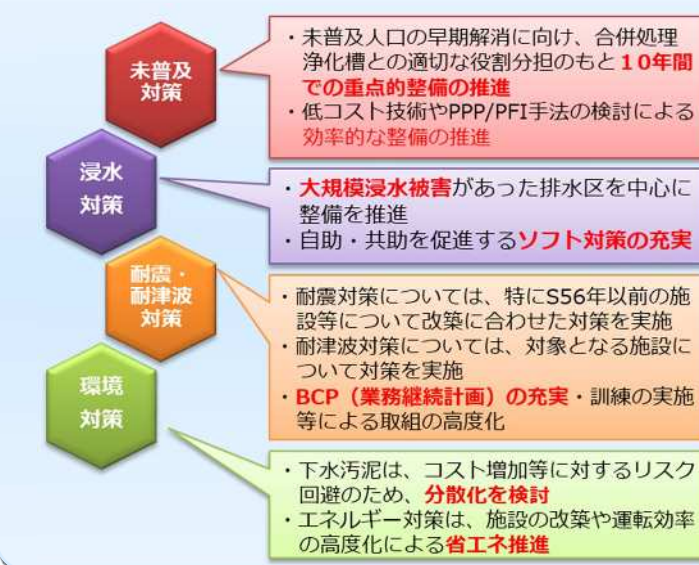 未普及
対策
・未普及人口の早期解消に向け、合併処理
浄化槽との適切な役割分担のもと１０年間
での重点的整備の推進
・低コスト技術やPPP/PFI手法の検討による
効率的な整備の推進
浸水
対策
・大規模浸水被害があった排水区を中心に
整備を推進
・自助・共助を促進するソフト対策の充実
耐震・
耐津波
対策
・耐震対策については、特にS56年以前の施
設等について改築に合わせた対策を実施
・耐津波対策については、対象となる施設に
ついて対策を実施
・BCP（業務継続計画）の充実・訓練の実施
等による取組の高度化
環境
対策
・下水汚泥は、コスト増加等に対するリスク
回避のため、分散化を検討
・エネルギー対策は、施設の改築や運転効率
の高度化による省エネ推進